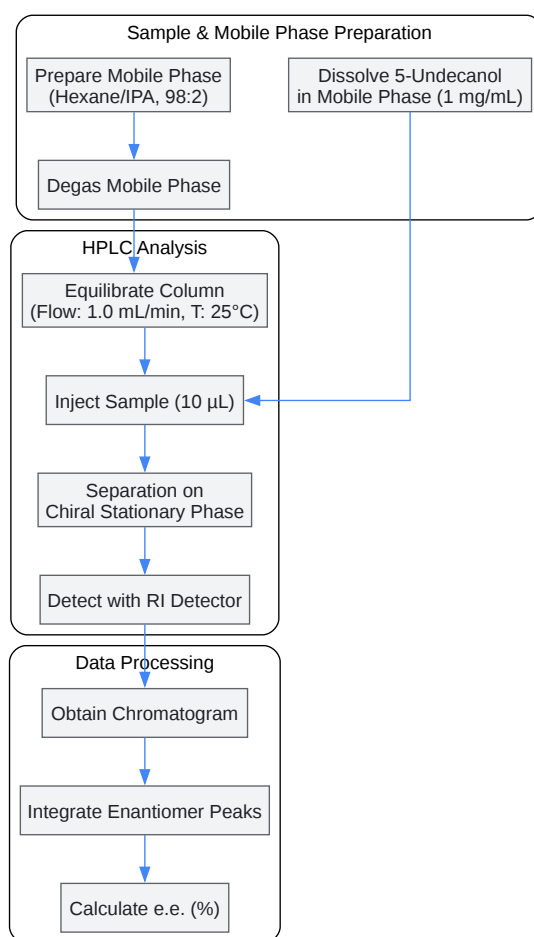 Sample & Mobile Phase Preparation
Prepare Mobile Phase
(Hexane/IPA, 98:2)
Dissolve 5-Undecanol
in Mobile Phase (1 mg/mL)
Degas Mobile Phase
HPLC Analysis
Equilibrate Column
(Flow: 1.0 mL/min, T: 25°C)
Inject Sample (10 µL)
Separation on
Chiral Stationary Phase
Detect with RI Detector
Data Processing
Obtain Chromatogram
Integrate Enantiomer Peaks
Calculate e.e. (%)